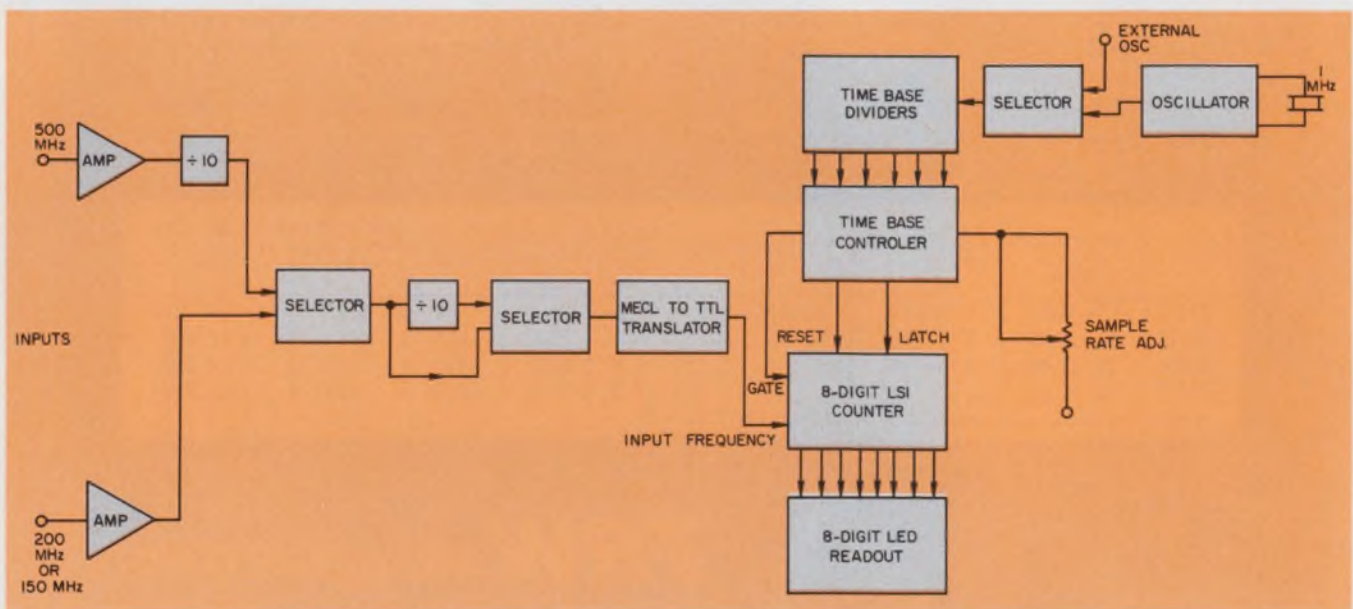 EXTERNAL
OSC
1
MHz
TIME BASE
DIVIDERS
SELECTOR
OSCILLATOR
500
MHz
AMP
÷ 10
TIME BASE
CONTROLER
SELECTOR
÷ 10
SELECTOR
MECL TO TTL
TRANSLATOR
INPUTS
RESET
LATCH
SAMPLE
RATE ADJ.
GATE
8-DIGIT LSI
COUNTER
INPUT FREQUENCY
AMP
200
MHz
OR
150 MHz
8-DIGIT LED
READOUT